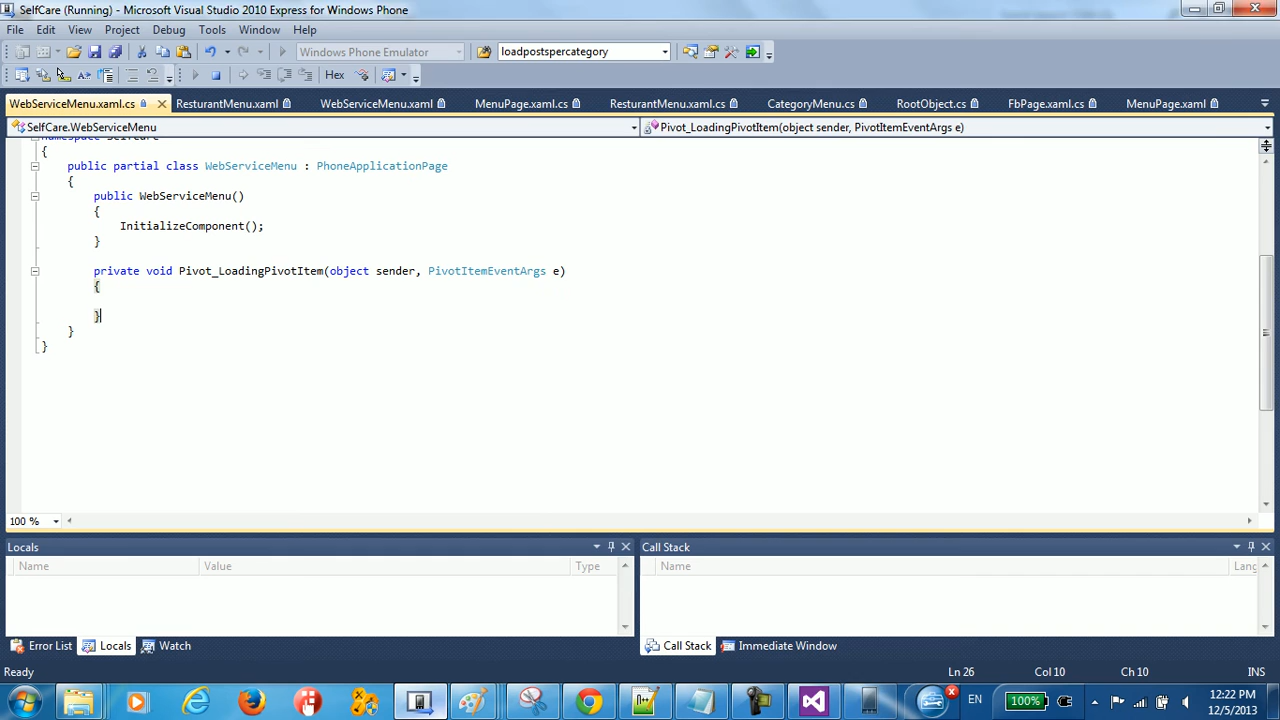 SelfCare (Running) - Microsoft Visual Studio 2010 Express for Windows Phone
File Edit View Project Debug Tools Window Help
Windows Phone Emulator loadpostspercategory
Hex
WebServiceMenu.xaml.cs ResturantMenu.xaml WebServiceMenu.xaml MenuPage.xaml.cs ResturantMenu.xaml.cs CategoryMenu.cs RootObject.cs FbPage.xaml.cs MenuPage.xaml
SelfCare.WebServiceMenu Pivot_LoadingPivotItem(object sender, PivotItemEventArgs e)
namespace SelfCare
{
public partial class WebServiceMenu : PhoneApplicationPage
{
public WebServiceMenu()
{
InitializeComponent();
}
private void Pivot_LoadingPivotItem(object sender, PivotItemEventArgs e)
{
}
}
}
100 %
Locals Call Stack
Name Value Type Name Lang
Error List Locals Watch Call Stack Immediate Window
Ready Ln 26 Col 10 Ch 10 INS
EN 100% 12:22 PM
12/5/2013